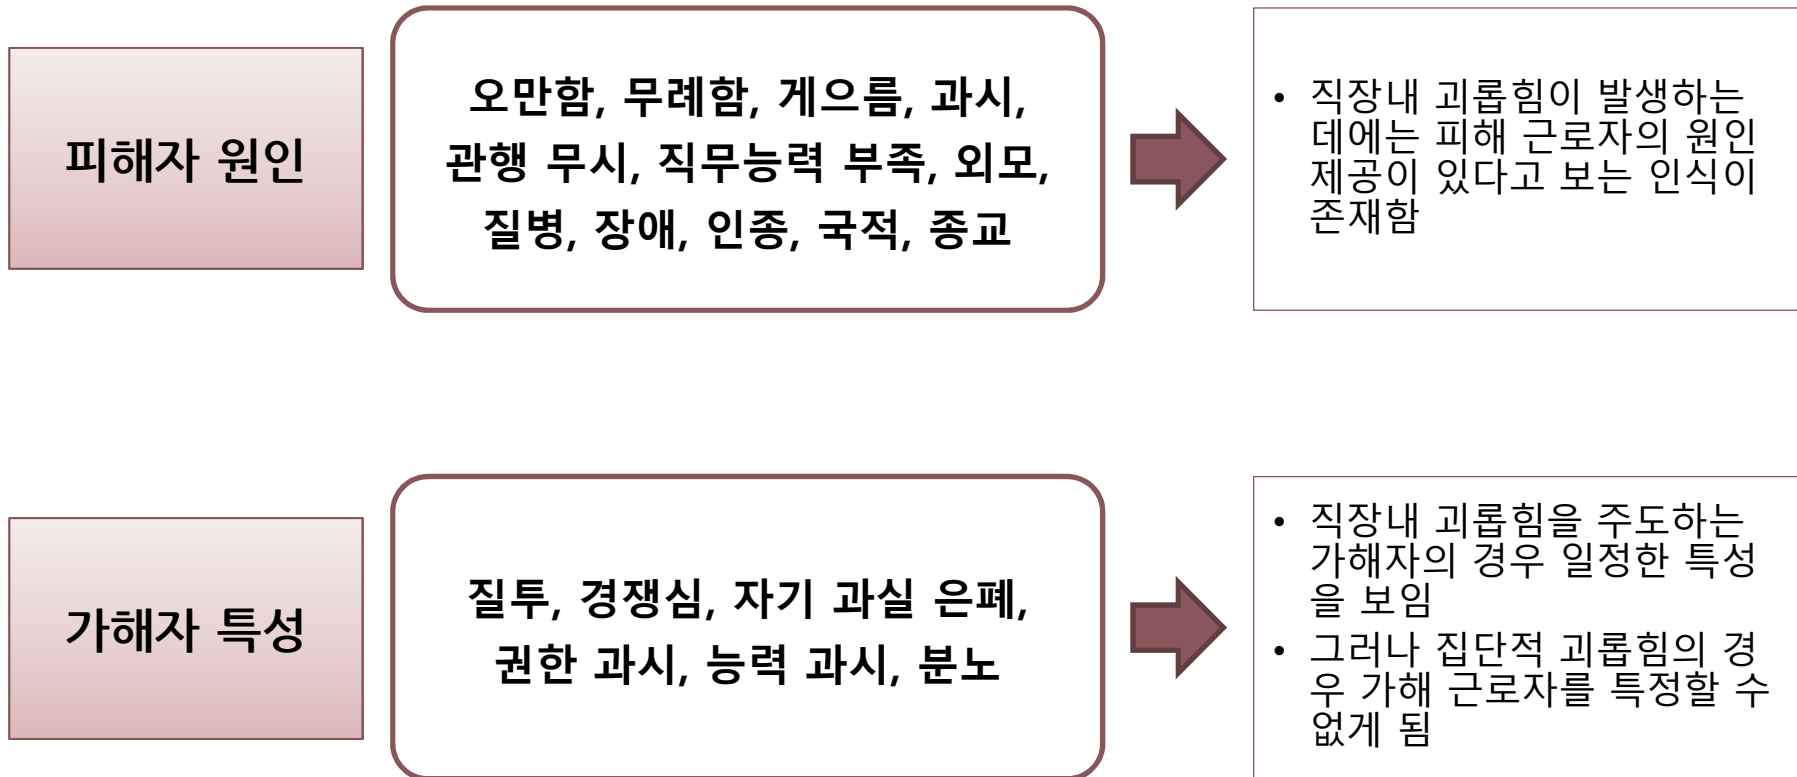 피해자 원인
오만함, 무례함, 게으름, 과시,
관행 무시, 직무능력 부족, 외모,
질병, 장애, 인종, 국적, 종교
• 직장내 괴롭힘이 발생하는
데에는 피해 근로자의 원인
제공이 있다고 보는 인식이
존재함
가해자 특성
질투, 경쟁심, 자기 과실 은폐,
권한 과시, 능력 과시, 분노
• 직장내 괴롭힘을 주도하는
가해자의 경우 일정한 특성
을 보임
• 그러나 집단적 괴롭힘의 경
우 가해 근로자를 특정할 수
없게 됨